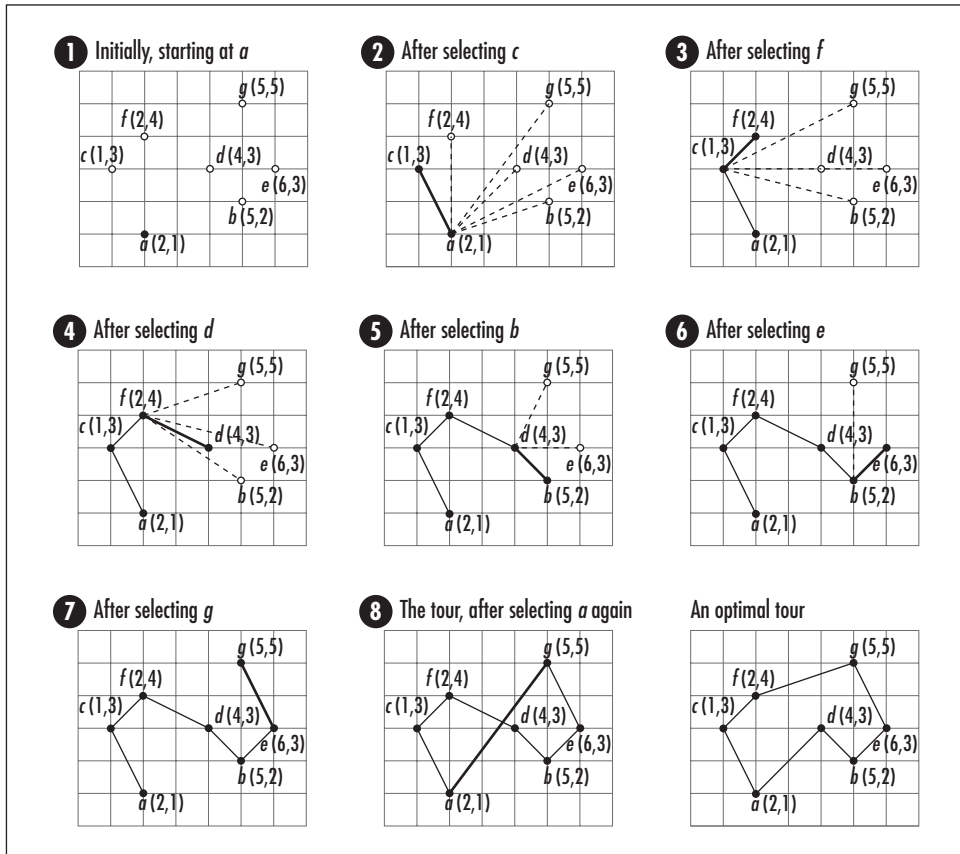 1 Initially, starting at a
g (5,5)
f (2,4)
c (1,3)
d (4,3)
e (6,3)
b (5,2)
a (2,1)
2 After selecting c
g (5,5)
f (2,4)
c (1,3)
d (4,3)
e (6,3)
b (5,2)
a (2,1)
3 After selecting f
g (5,5)
f (2,4)
c (1,3)
d (4,3)
e (6,3)
b (5,2)
a (2,1)
4 After selecting d
g (5,5)
f (2,4)
c (1,3)
d (4,3)
e (6,3)
b (5,2)
a (2,1)
5 After selecting b
g (5,5)
f (2,4)
c (1,3)
d (4,3)
e (6,3)
b (5,2)
a (2,1)
6 After selecting e
g (5,5)
f (2,4)
c (1,3)
d (4,3)
e (6,3)
b (5,2)
a (2,1)
7 After selecting g
g (5,5)
f (2,4)
c (1,3)
d (4,3)
e (6,3)
b (5,2)
a (2,1)
8 The tour, after selecting a again
g (5,5)
f (2,4)
c (1,3)
d (4,3)
e (6,3)
b (5,2)
a (2,1)
An optimal tour
g (5,5)
f (2,4)
c (1,3)
d (4,3)
e (6,3)
b (5,2)
a (2,1)